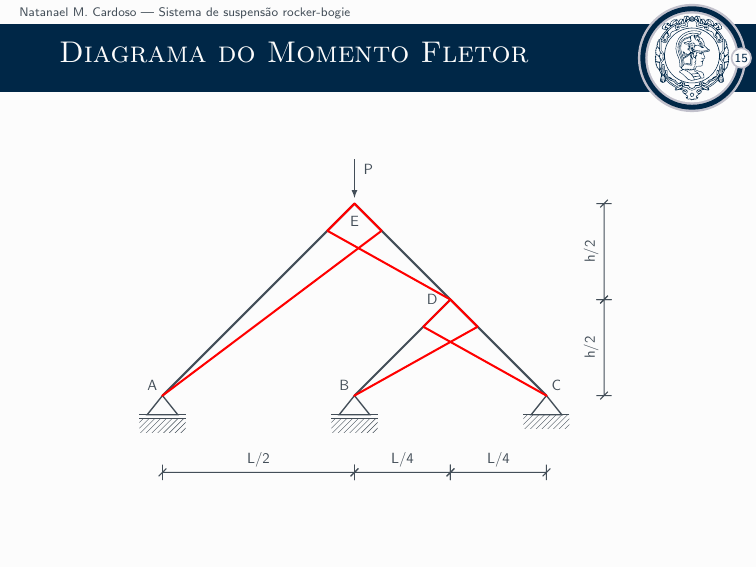 Natanael M. Cardoso — Sistema de suspensão rocker-bogie
Diagrama do Momento Fletor
15
P
E
D
A
B
C
h/2
h/2
L/2
L/4
L/4